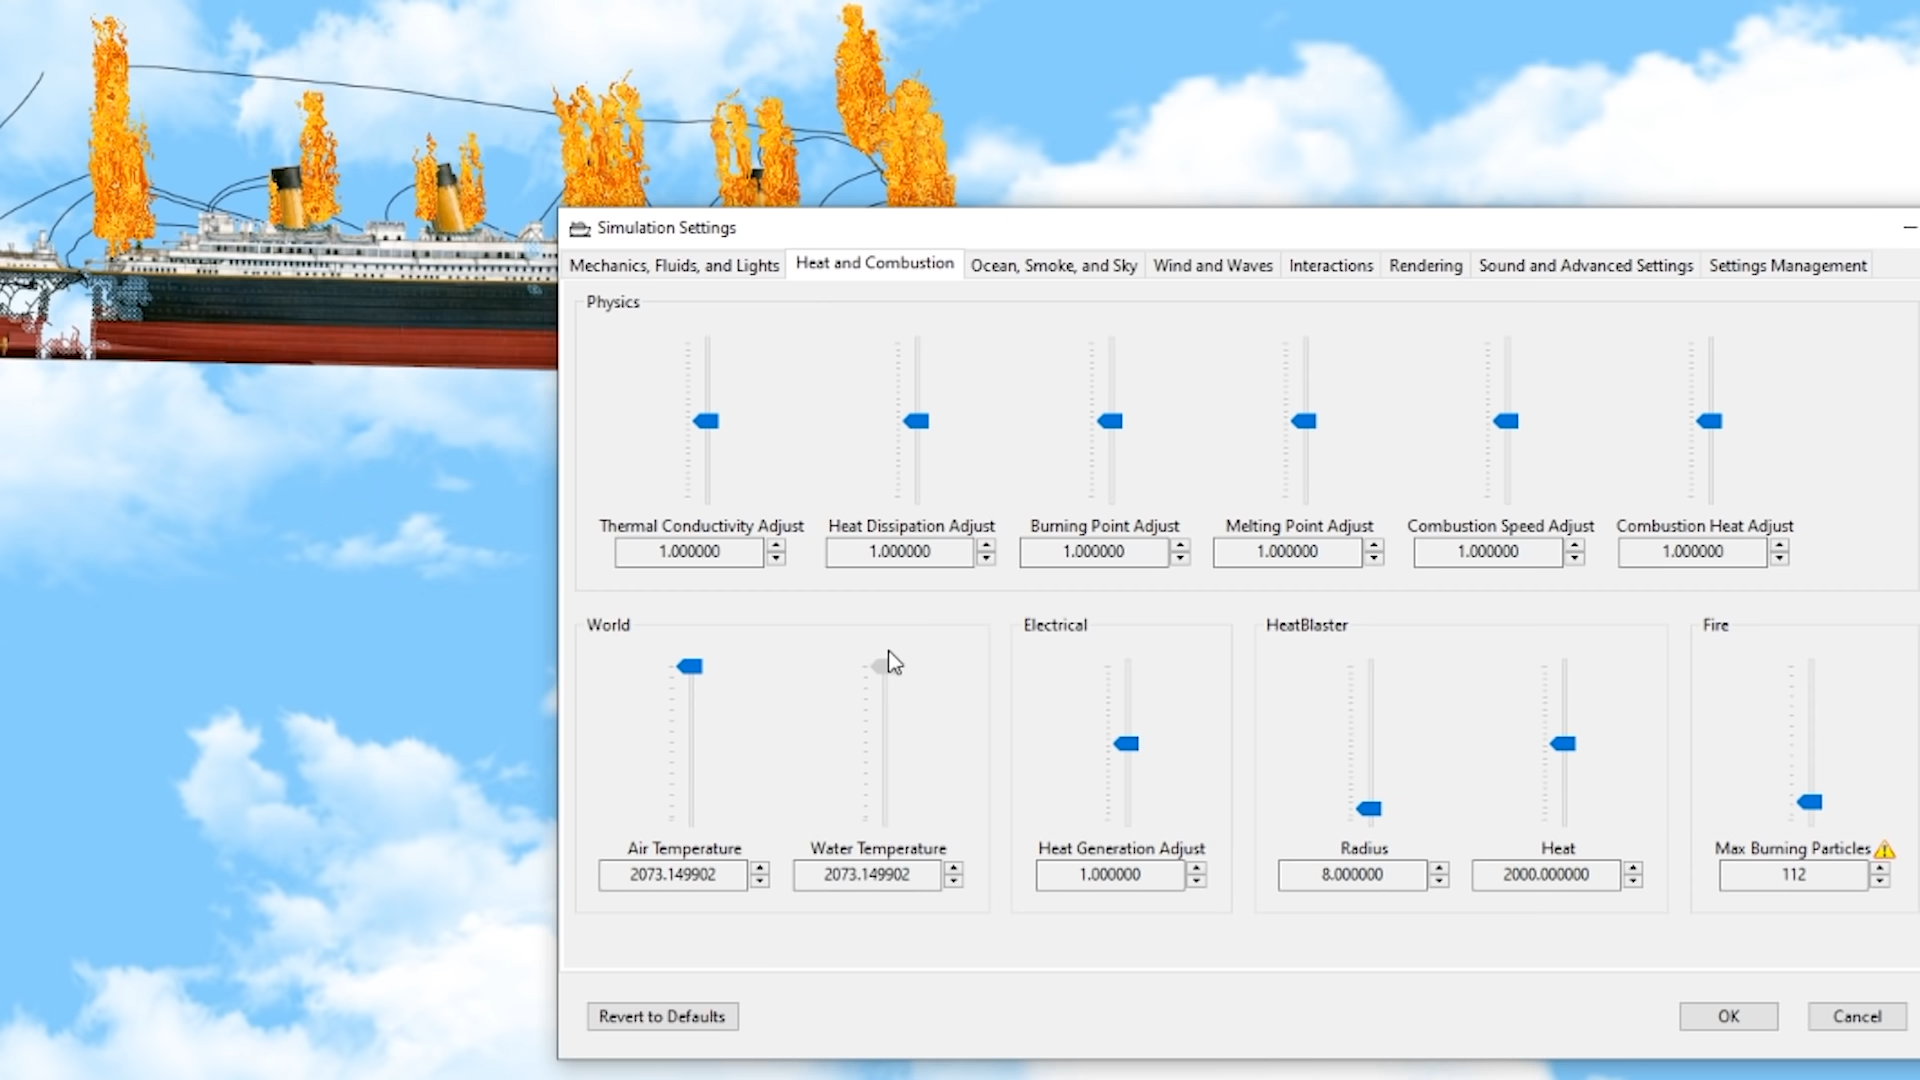 Simulation Settings
Mechanics, Fluids, and Lights Heat and Combustion Ocean, Smoke, and Sky Wind and Waves Interactions Rendering Sound and Advanced Settings Settings Management
Physics
Thermal Conductivity Adjust Heat Dissipation Adjust Burning Point Adjust Melting Point Adjust Combustion Speed Adjust Combustion Heat Adjust
1.000000 1.000000 1.000000 1.000000 1.000000 1.000000
World Electrical HeatBlaster Fire
Air Temperature Water Temperature Heat Generation Adjust Radius Heat Max Burning Particles
2073.149902 2073.149902 1.000000 8.000000 2000.000000 112
Revert to Defaults OK Cancel